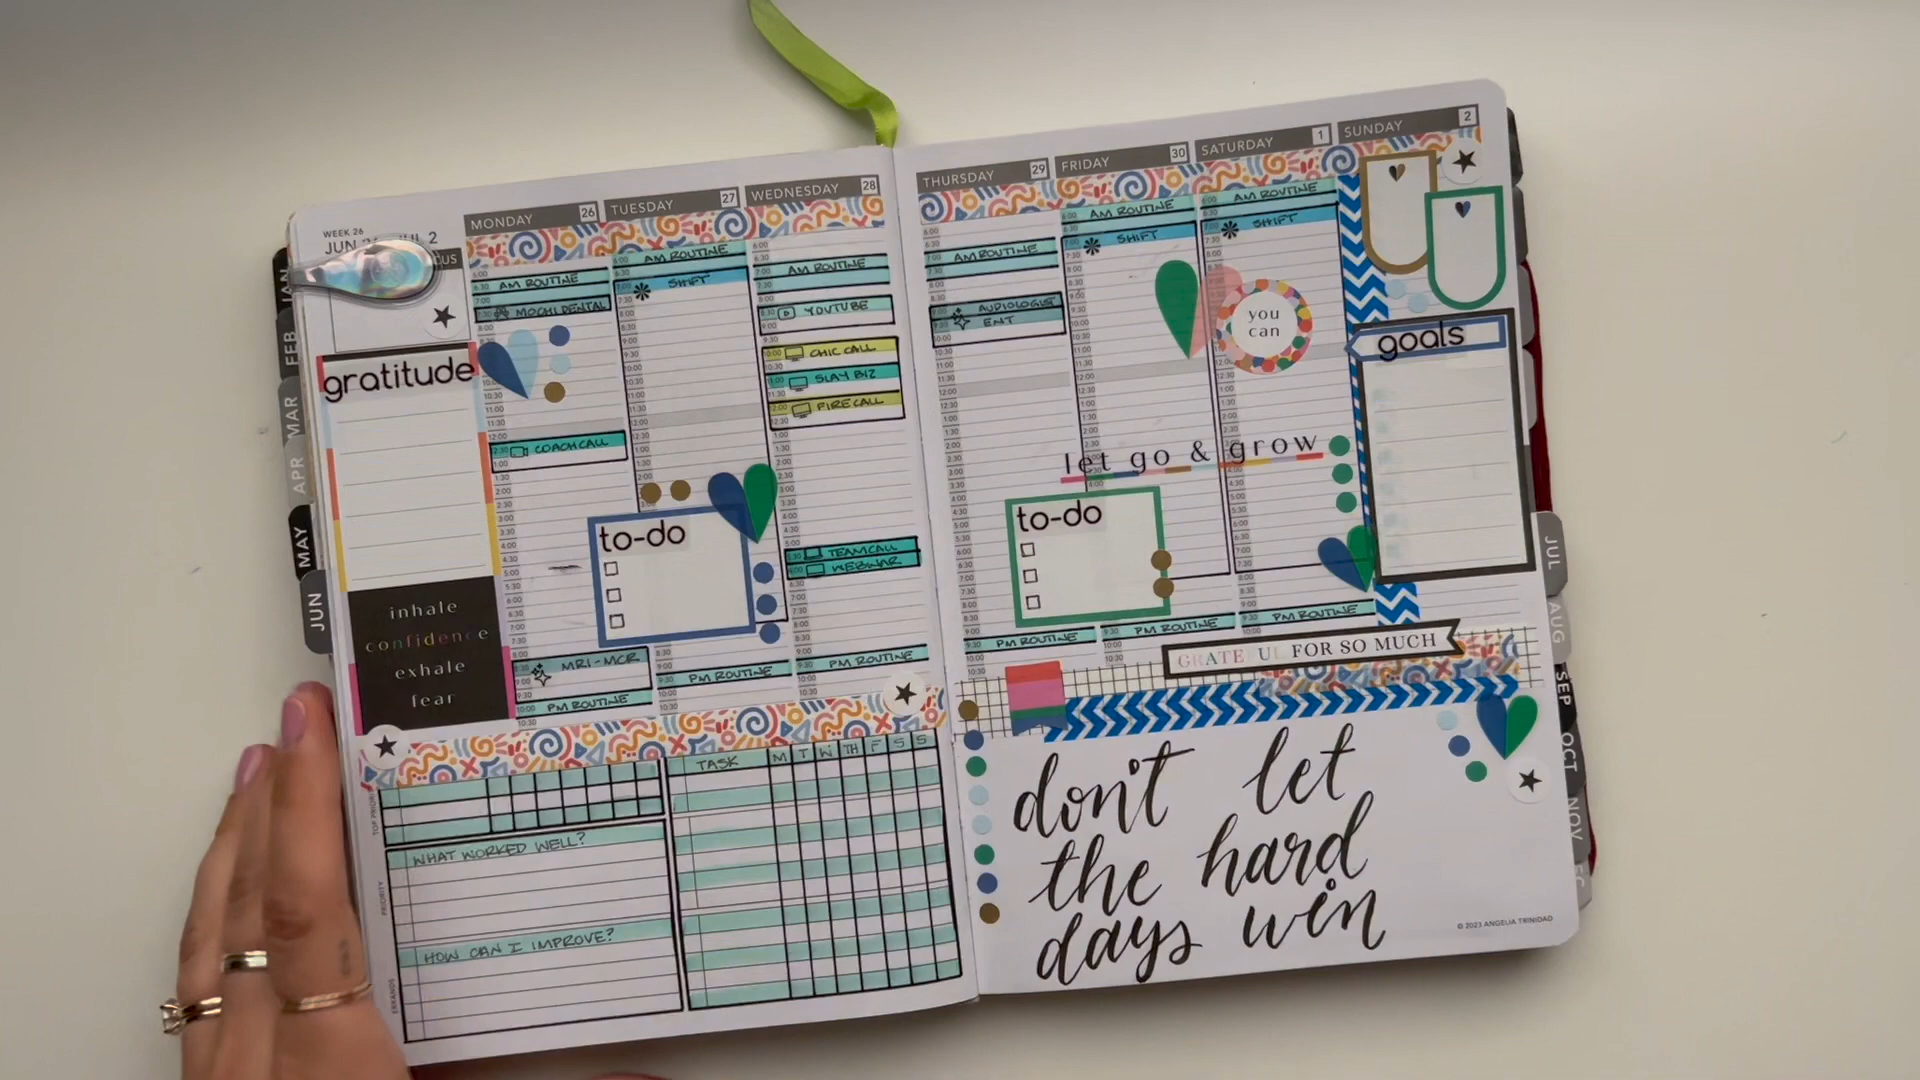 WEEK 26
MONDAY 26
AM ROUTINE
MOCHI DENTAL
COACH CALL
MRI - MCR
PM ROUTINE
TUESDAY 27
AM ROUTINE
SHIFT
to-do
PM ROUTINE
WEDNESDAY 28
AM ROUTINE
YOUTUBE
CHIC CALL
SLAY BIZ
FIRE CALL
TEAM CALL
WEBINAR
PM ROUTINE
gratitude
inhale
confidence
exhale
fear
WHAT WORKED WELL?
HOW CAN I IMPROVE?
TASK M T W TH F S S
THURSDAY 29
AM ROUTINE
AUDIOLOGIST
ENT
PM ROUTINE
FRIDAY 30
AM ROUTINE
SHIFT
to-do
PM ROUTINE
SATURDAY 1
AM ROUTINE
SHIFT
you
can
let go & grow
PM ROUTINE
SUNDAY 2
goals
GRATEFUL FOR SO MUCH
don't let
the hard
days win
© 2023 ANGELIA TRINIDAD
JAN
FEB
MAR
APR
MAY
JUN
JUL
AUG
SEP
OCT
NOV